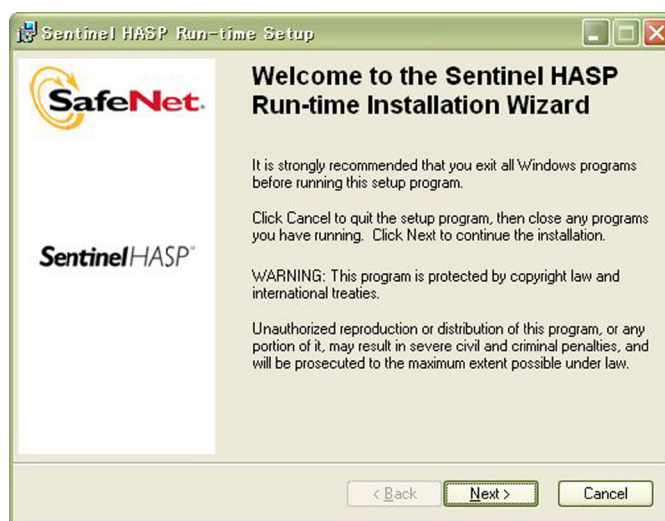 Sentinel HASP Run-time Setup
SafeNet.
SentinelHASP™
Welcome to the Sentinel HASP
Run-time Installation Wizard
It is strongly recommended that you exit all Windows programs
before running this setup program.
Click Cancel to quit the setup program, then close any programs
you have running. Click Next to continue the installation.
WARNING: This program is protected by copyright law and
international treaties.
Unauthorized reproduction or distribution of this program, or any
portion of it, may result in severe civil and criminal penalties, and
will be prosecuted to the maximum extent possible under law.
< Back
Next >
Cancel